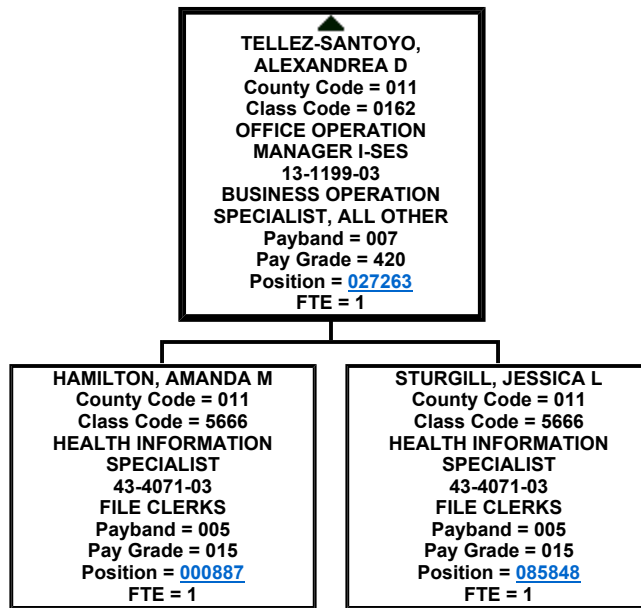 TELLEZ-SANTOYO,
ALEXANDREA D
County Code = 011
Class Code = 0162
OFFICE OPERATION
MANAGER I-SES
13-1199-03
BUSINESS OPERATION
SPECIALIST, ALL OTHER
Payband = 007
Pay Grade = 420
Position = 027263
FTE = 1
HAMILTON, AMANDA M
County Code = 011
Class Code = 5666
HEALTH INFORMATION
SPECIALIST
43-4071-03
FILE CLERKS
Payband = 005
Pay Grade = 015
Position = 000887
FTE = 1
STURGILL, JESSICA L
County Code = 011
Class Code = 5666
HEALTH INFORMATION
SPECIALIST
43-4071-03
FILE CLERKS
Payband = 005
Pay Grade = 015
Position = 085848
FTE = 1